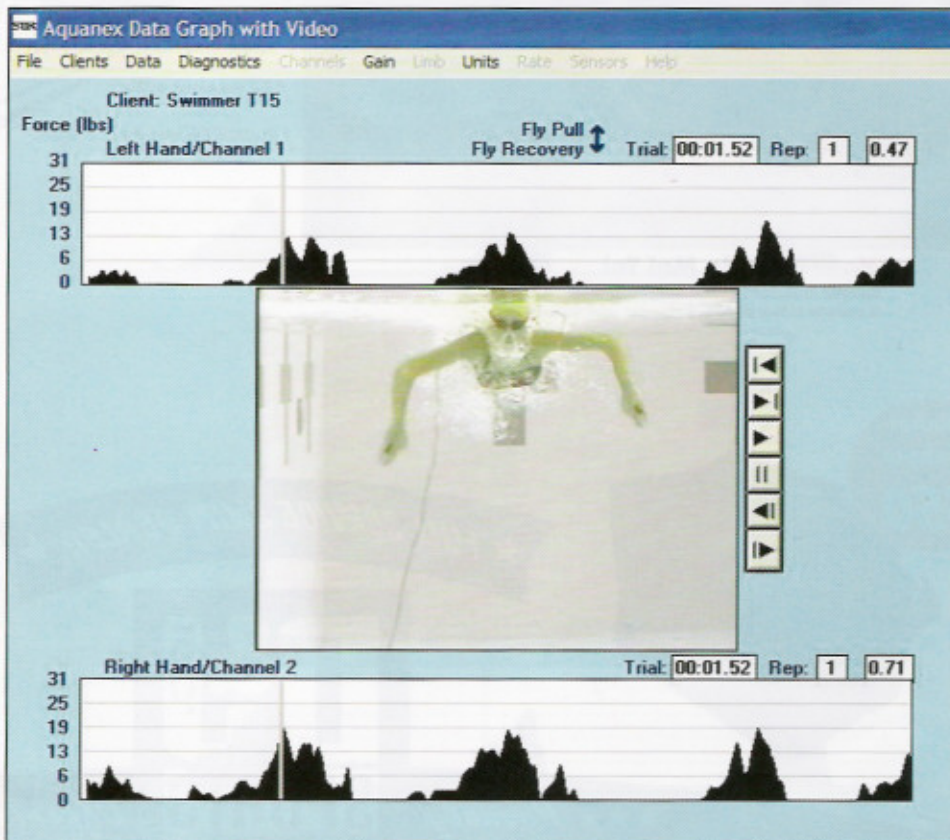 Aquanex Data Graph with Video
File Clients Data Diagnostics Channels Gain Limb Units Rate Sensors Help
Client: Swimmer T15
Force (lbs)
Left Hand/Channel 1
Fly Pull
Fly Recovery
Trial: 00:01.52 Rep: 1 0.47
31
25
19
13
6
0
Right Hand/Channel 2 Trial: 00:01.52 Rep: 1 0.71
31
25
19
13
6
0